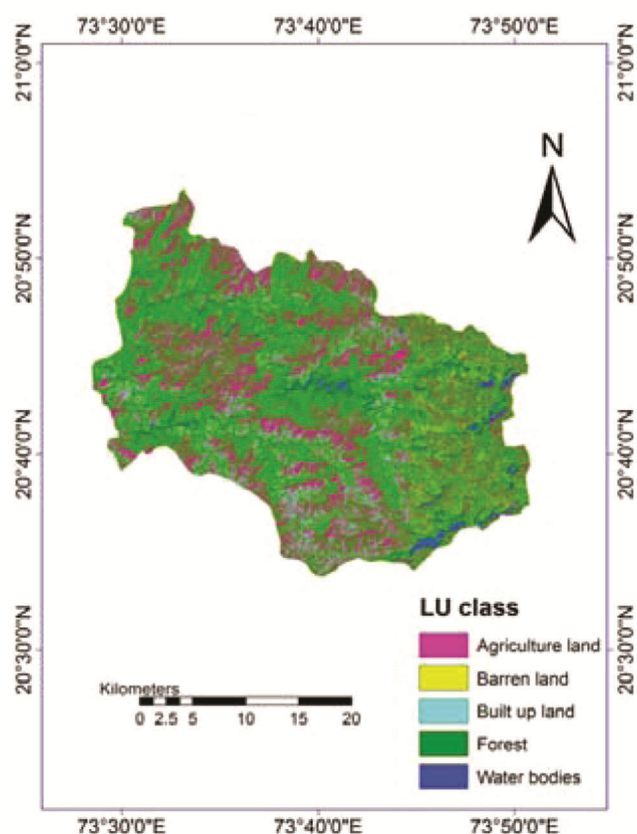 73°30'0"E 73°40'0"E 73°50'0"E
21°0'0"N 21°0'0"N
N
20°50'0"N 20°50'0"N
20°40'0"N 20°40'0"N
LU class
20°30'0"N 20°30'0"N
Agriculture land
Kilometers
Barren land
0 2.5 5 10 15 20
Built up land
Forest
Water bodies
73°30'0"E 73°40'0"E 73°50'0"E